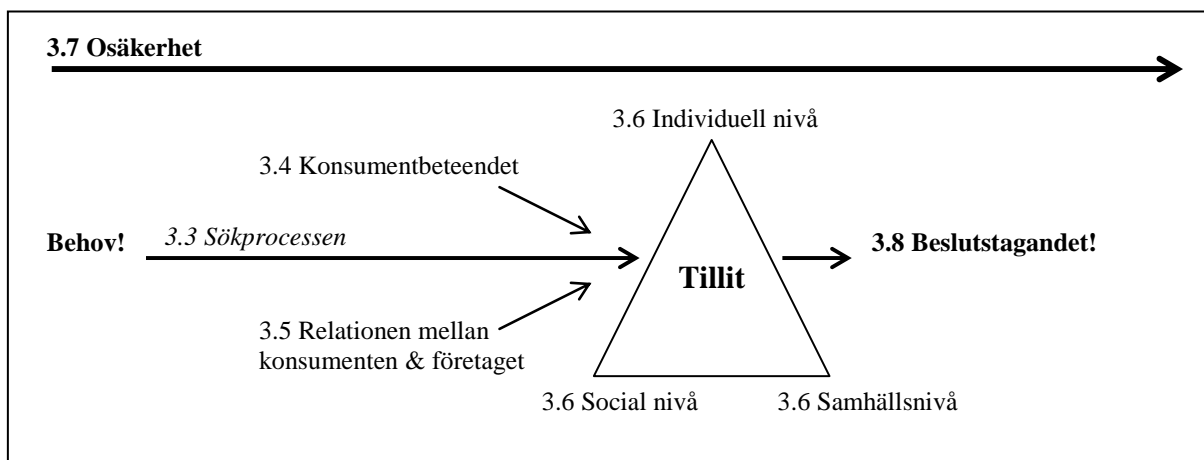 3.7 Osäkerhet
3.6 Individuell nivå
3.4 Konsumentbeteendet
Behov!
3.3 Sökprocessen
Tillit
3.8 Beslutstagandet!
3.5 Relationen mellan
konsumenten & företaget
3.6 Social nivå
3.6 Samhällsnivå